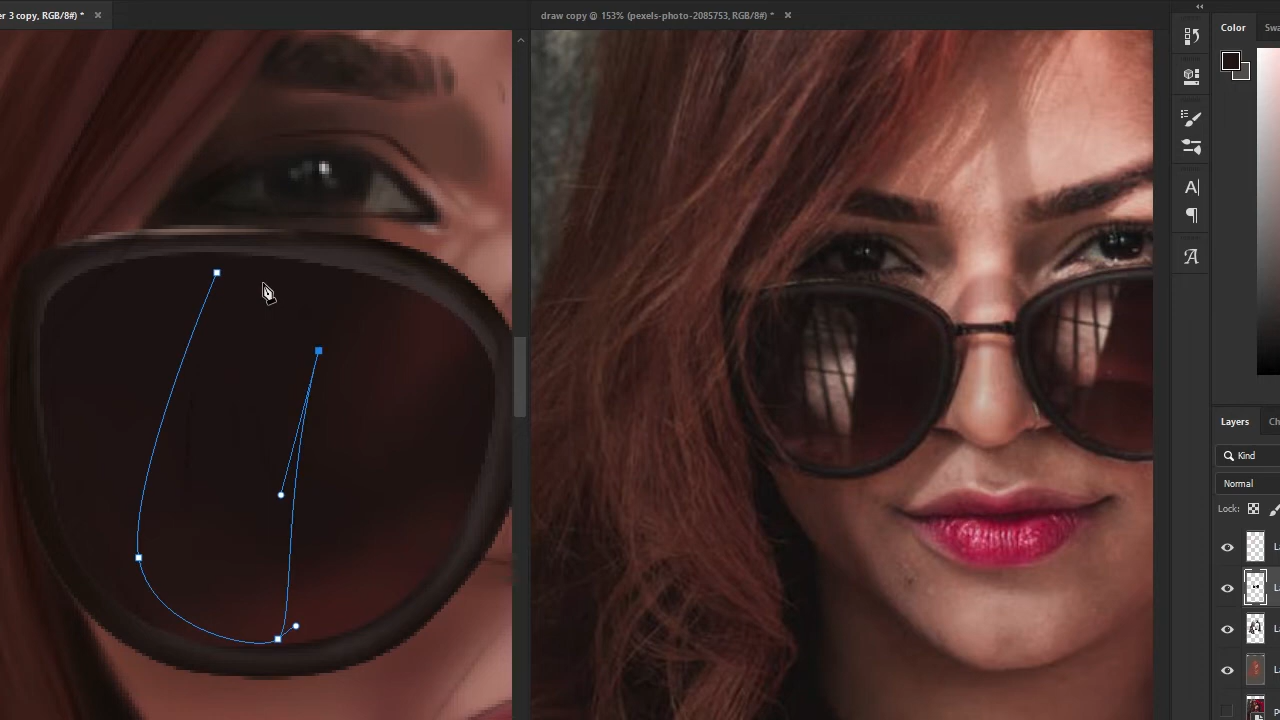 er 3 copy, RGB/8#) *
draw copy @ 153% (pexels-photo-2085753, RGB/8#) *
Color
Swa
Layers
Ch
Kind
Normal
Lock: